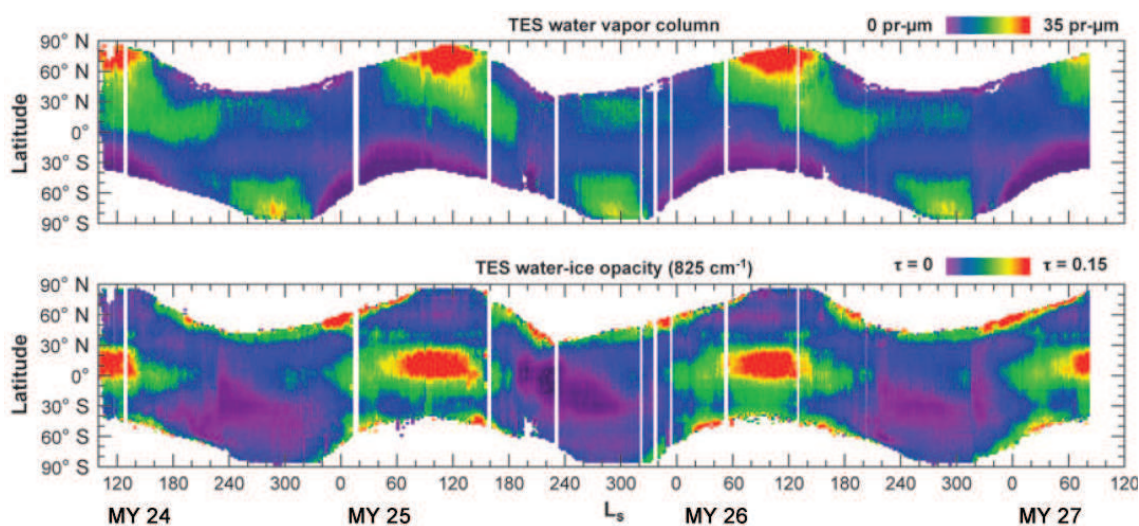 TES water vapor column 0 pr-μm 35 pr-μm
90° N
60° N
30° N
0°
30° S
60° S
90° S
Latitude
TES water-ice opacity (825 cm⁻¹) τ = 0 τ = 0.15
90° N
60° N
30° N
0°
30° S
60° S
90° S
Latitude
120 180 240 300 0 60 120 180 240 300 0 60 120 180 240 300 0 60 120
MY 24 MY 25 Ls MY 26 MY 27